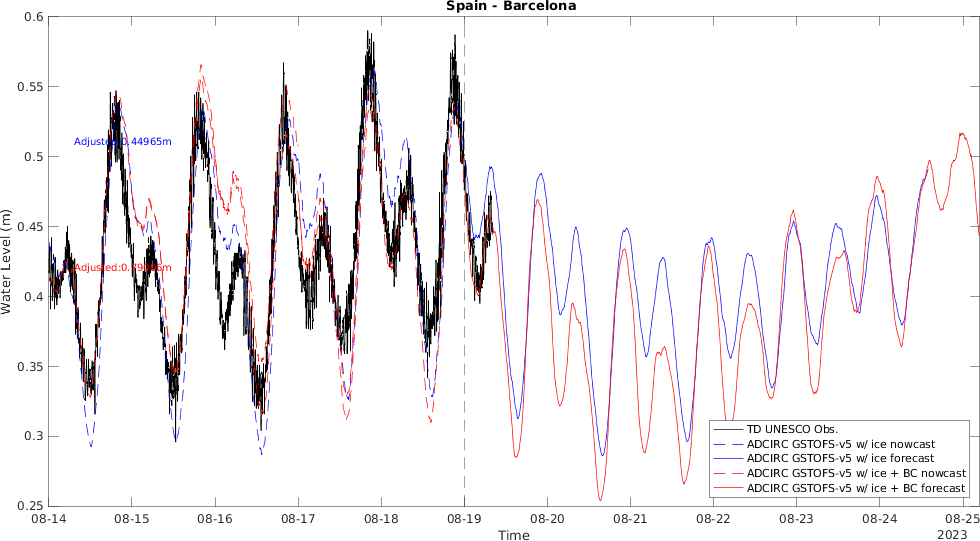 Spain - Barcelona
0.6
0.55
0.5
0.45
0.4
0.35
0.3
0.25
Water Level (m)
Adjusted:0.44965m
TD UNESCO Obs.
ADCIRC GSTOFS-v5 w/ ice nowcast
ADCIRC GSTOFS-v5 w/ ice forecast
ADCIRC GSTOFS-v5 w/ ice + BC nowcast
ADCIRC GSTOFS-v5 w/ ice + BC forecast
08-14 08-15 08-16 08-17 08-18 08-19 08-20 08-21 08-22 08-23 08-24 08-25
Time
2023